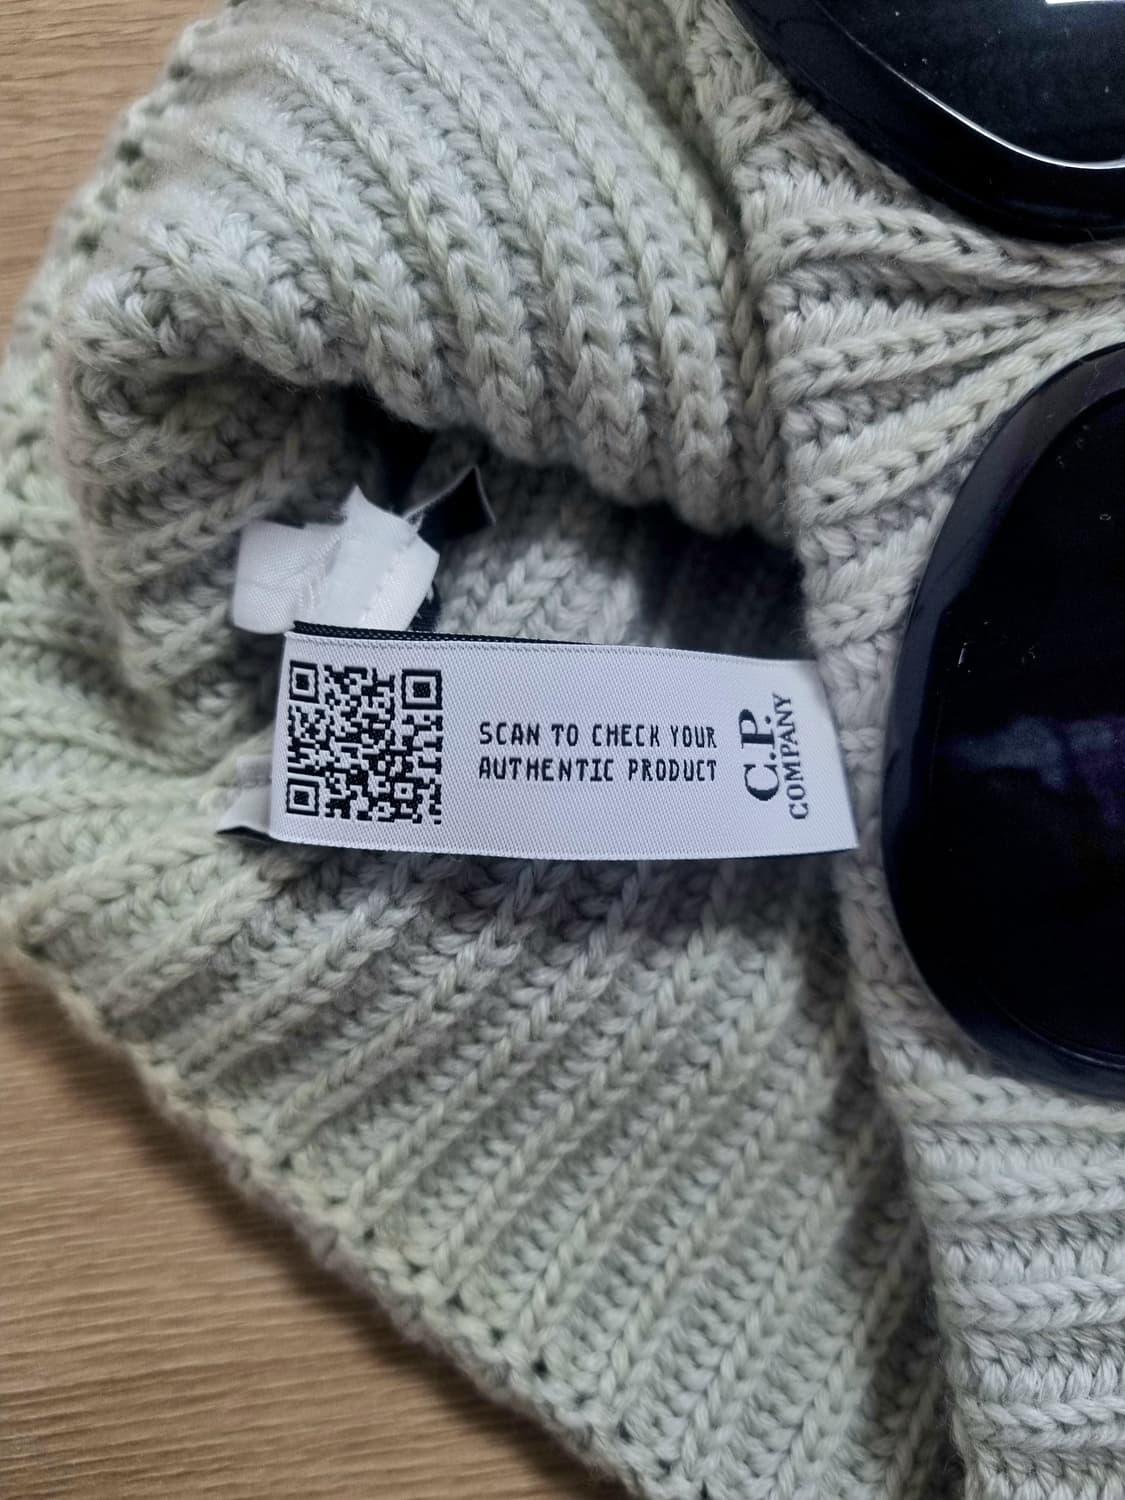 SCAN TO CHECK YOUR
AUTHENTIC PRODUCT
C.P.
COMPANY